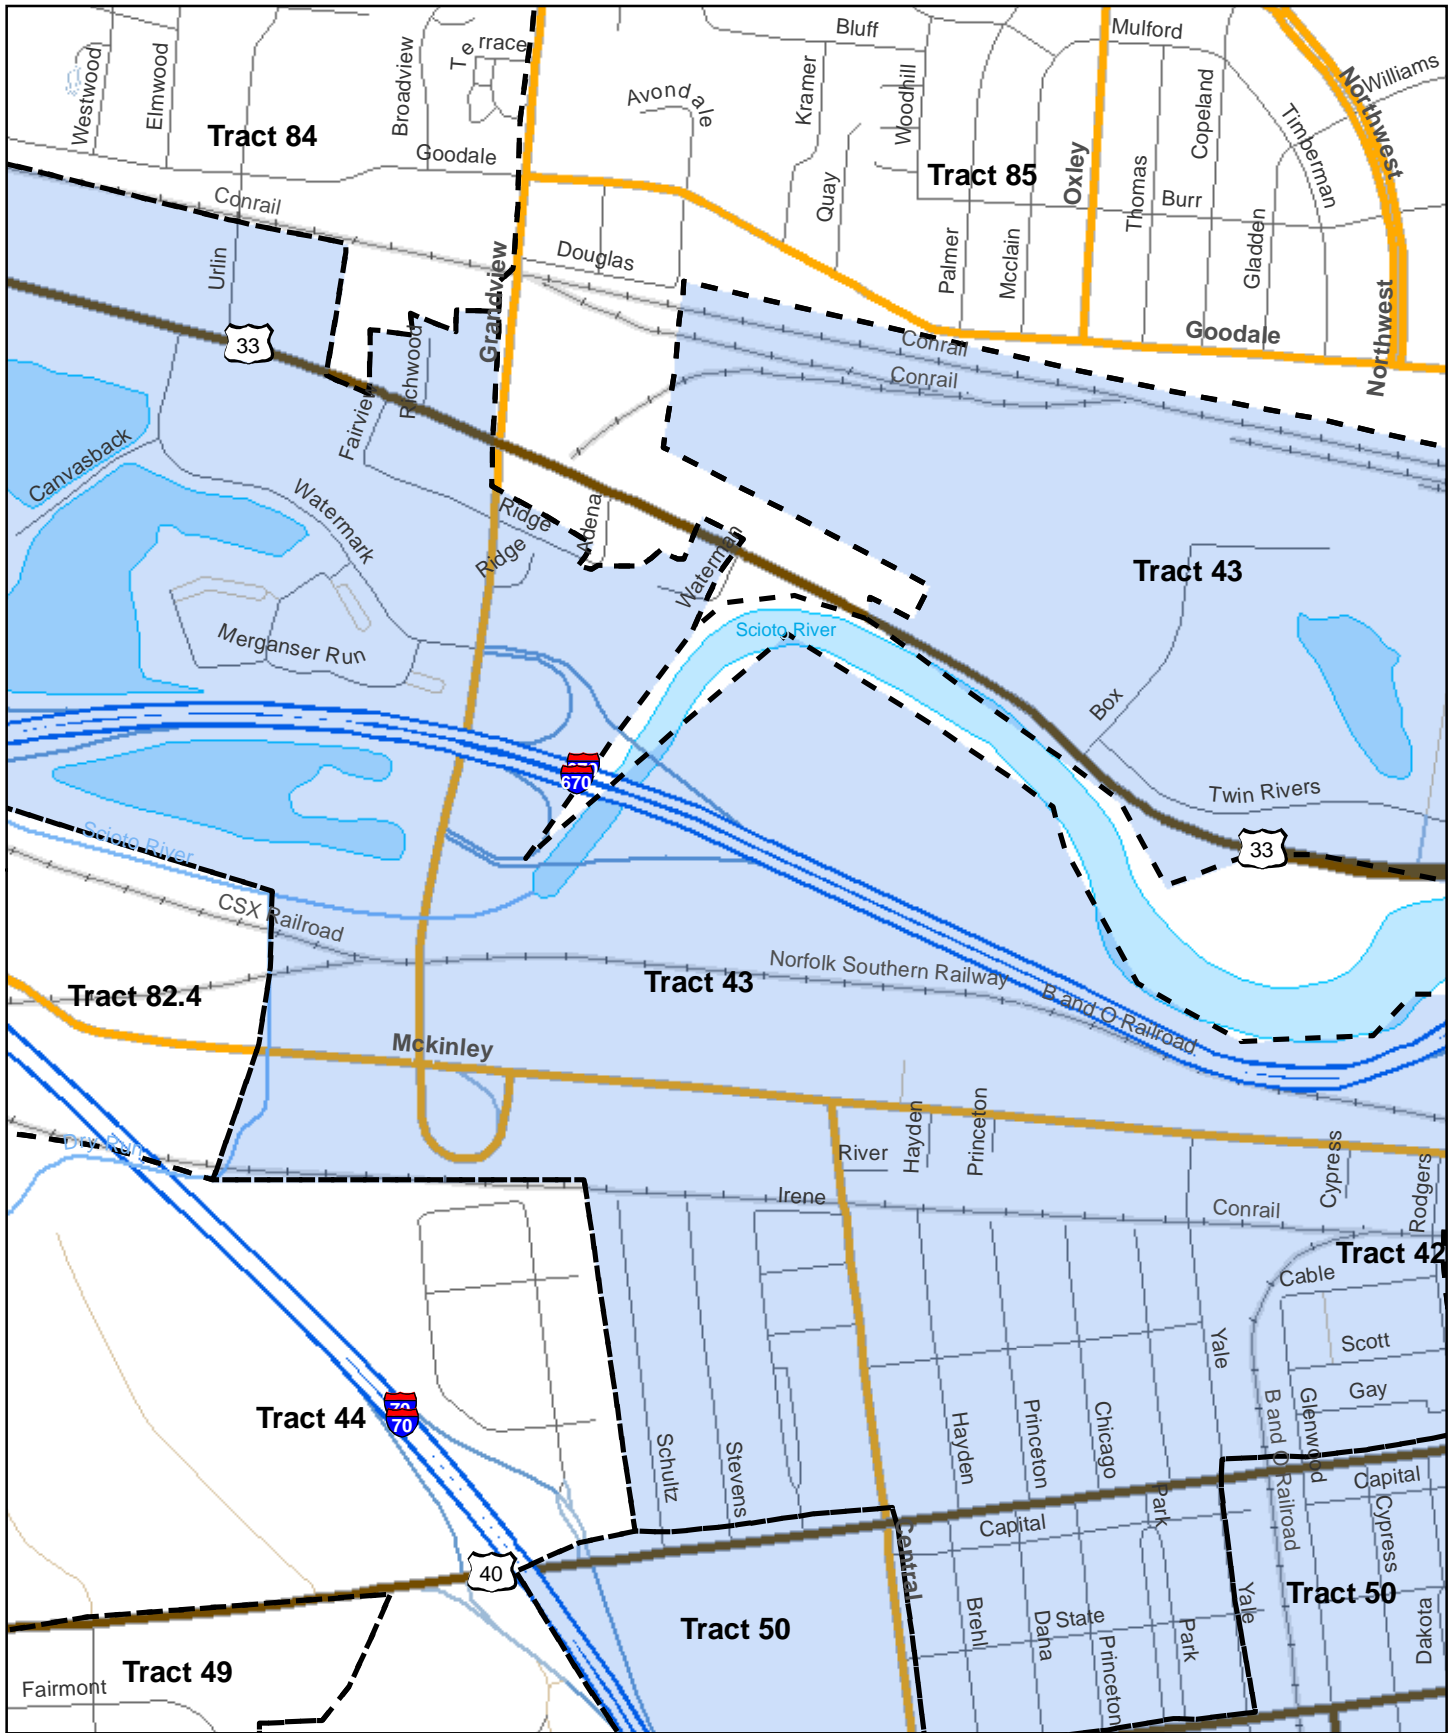 Bluff
Mulford
Williams
Westwood
Elmwood
Broadview
Terrace
Avondale
Kramer
Woodhill
Copeland
Timberman
Northwest
Tract 84
Goodale
Tract 85
Oxley
Thomas
Burr
Quay
Conrail
Urlin
Grandview
Douglas
Palmer
Mcclain
Gladden
Northwest
33
Goodale
Conrail
Conrail
Richwood
Fairview
Canvasback
Watermark
Ridge
Adena
Ridge
Waterman
Tract 43
Scioto River
Merganser Run
Box
670
670
Twin Rivers
Scioto River
33
CSX Railroad
Norfolk Southern Railway
Tract 43
Tract 82.4
B and O Railroad
Mckinley
Hayden
Princeton
Dry Run
River
Cypress
Rodgers
Irene
Conrail
Tract 42
Cable
Yale
Scott
Gay
70
70
Tract 44
Schultz
Stevens
Hayden
Princeton
Chicago
Park
B and O Railroad
Glenwood
Capital
Cypress
Capital
Central
40
Tract 50
Brehl
Dana
State
Princeton
Park
Yale
Tract 50
Dakota
Tract 49
Fairmont